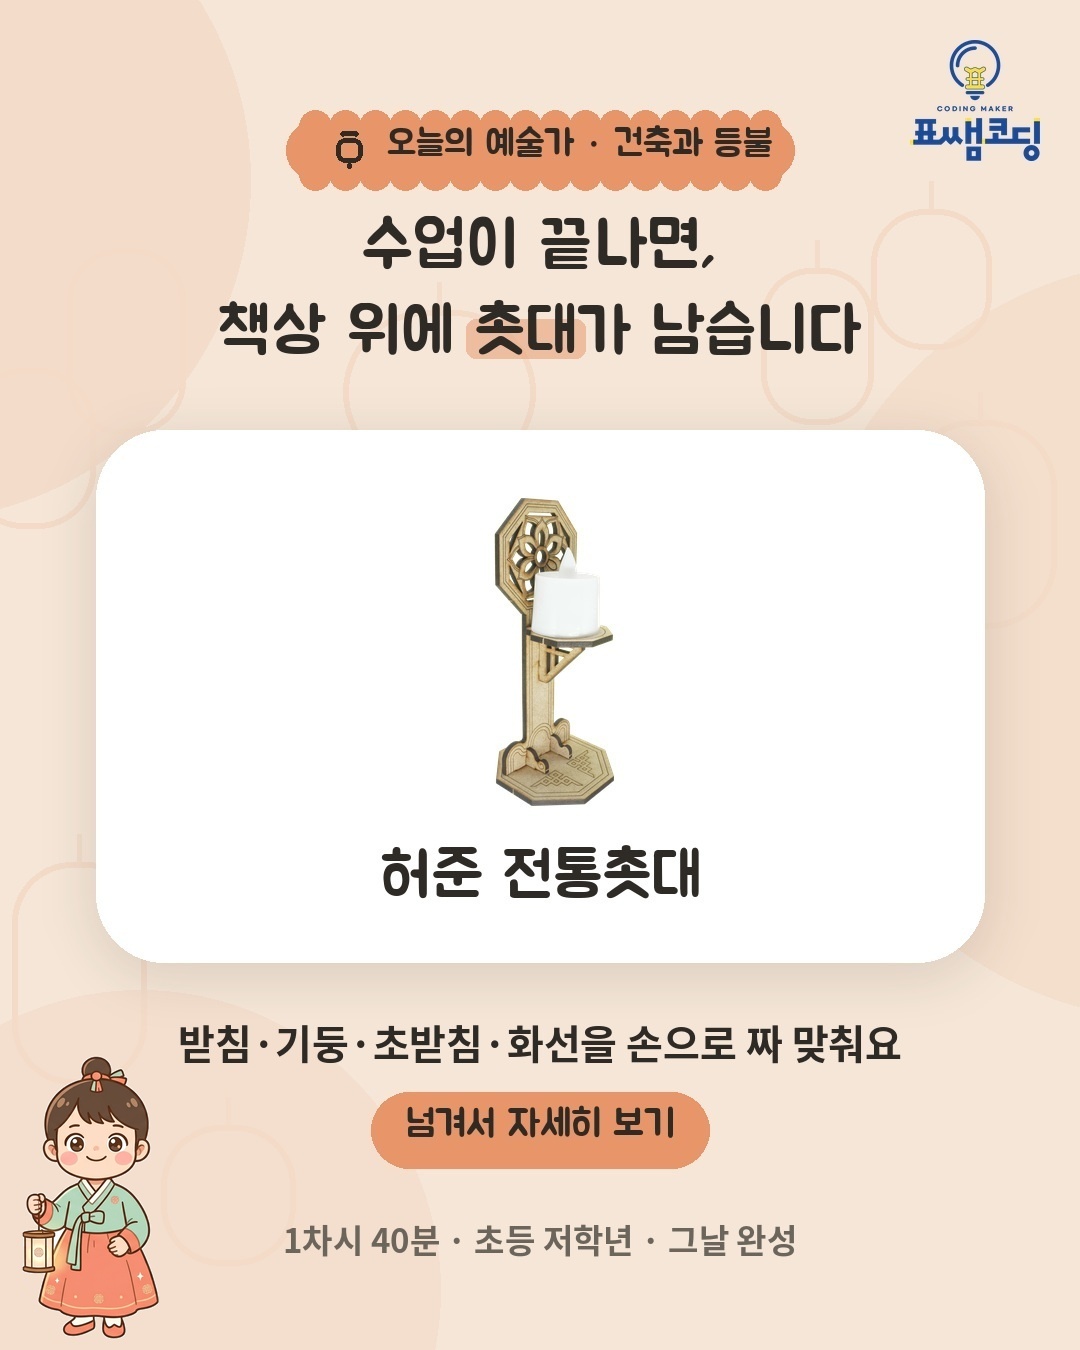 CODING MAKER
표쌤코딩
오늘의 예술가 · 건축과 등불
수업이 끝나면,
책상 위에 촛대가 남습니다
허준 전통촛대
받침·기둥·초받침·화선을 손으로 짜 맞춰요
넘겨서 자세히 보기
1차시 40분 · 초등 저학년 · 그날 완성